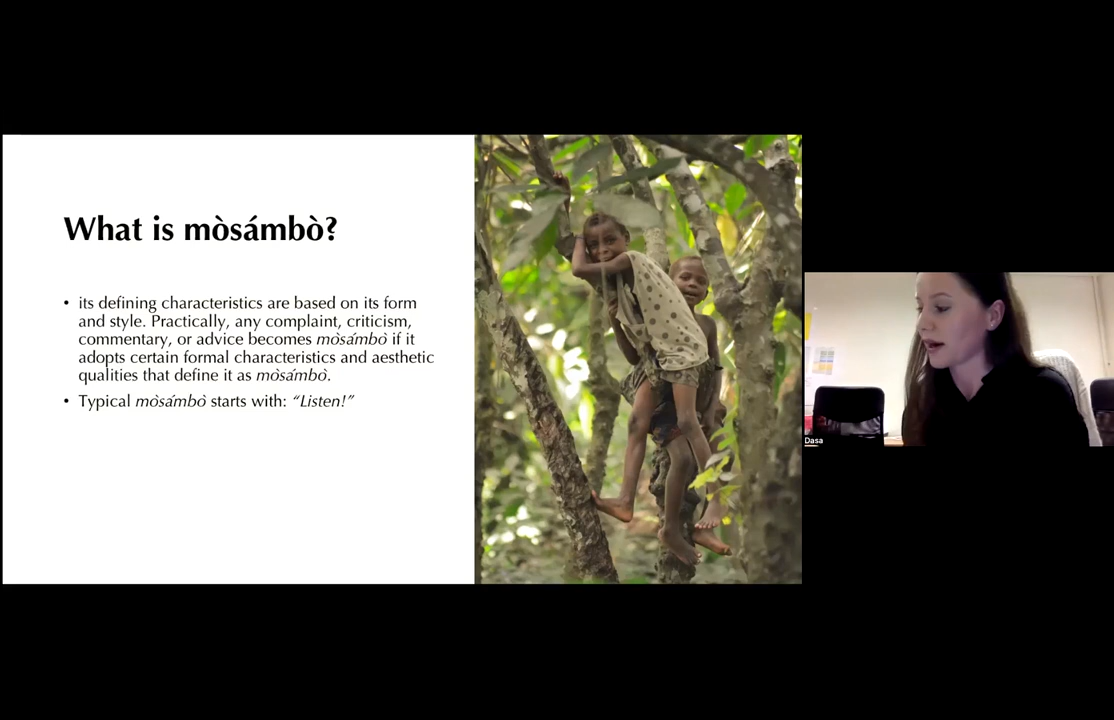 What is mòsámbò?
• its defining characteristics are based on its form
and style. Practically, any complaint, criticism,
commentary, or advice becomes mòsámbò if it
adopts certain formal characteristics and aesthetic
qualities that define it as mòsámbò.
• Typical mòsámbò starts with: “Listen!”
Dasa